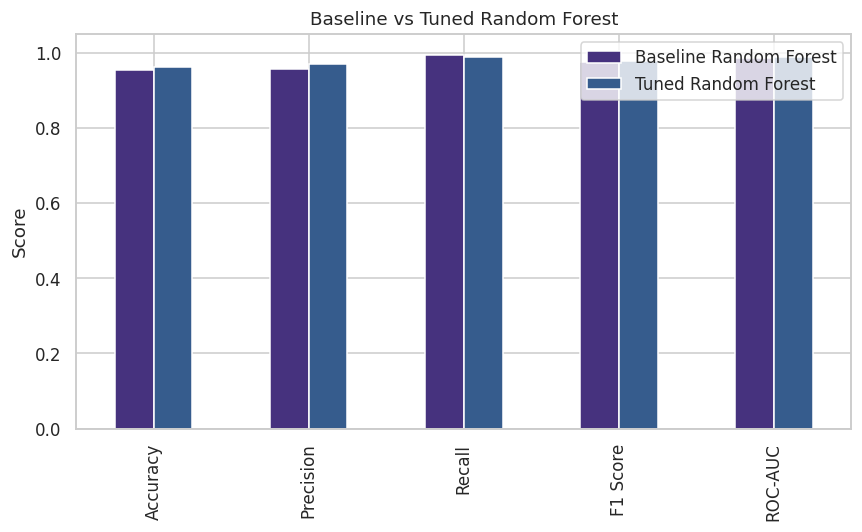 Baseline vs Tuned Random Forest
Baseline Random Forest
Tuned Random Forest
Score
1.0
0.8
0.6
0.4
0.2
0.0
Accuracy
Precision
Recall
F1 Score
ROC-AUC